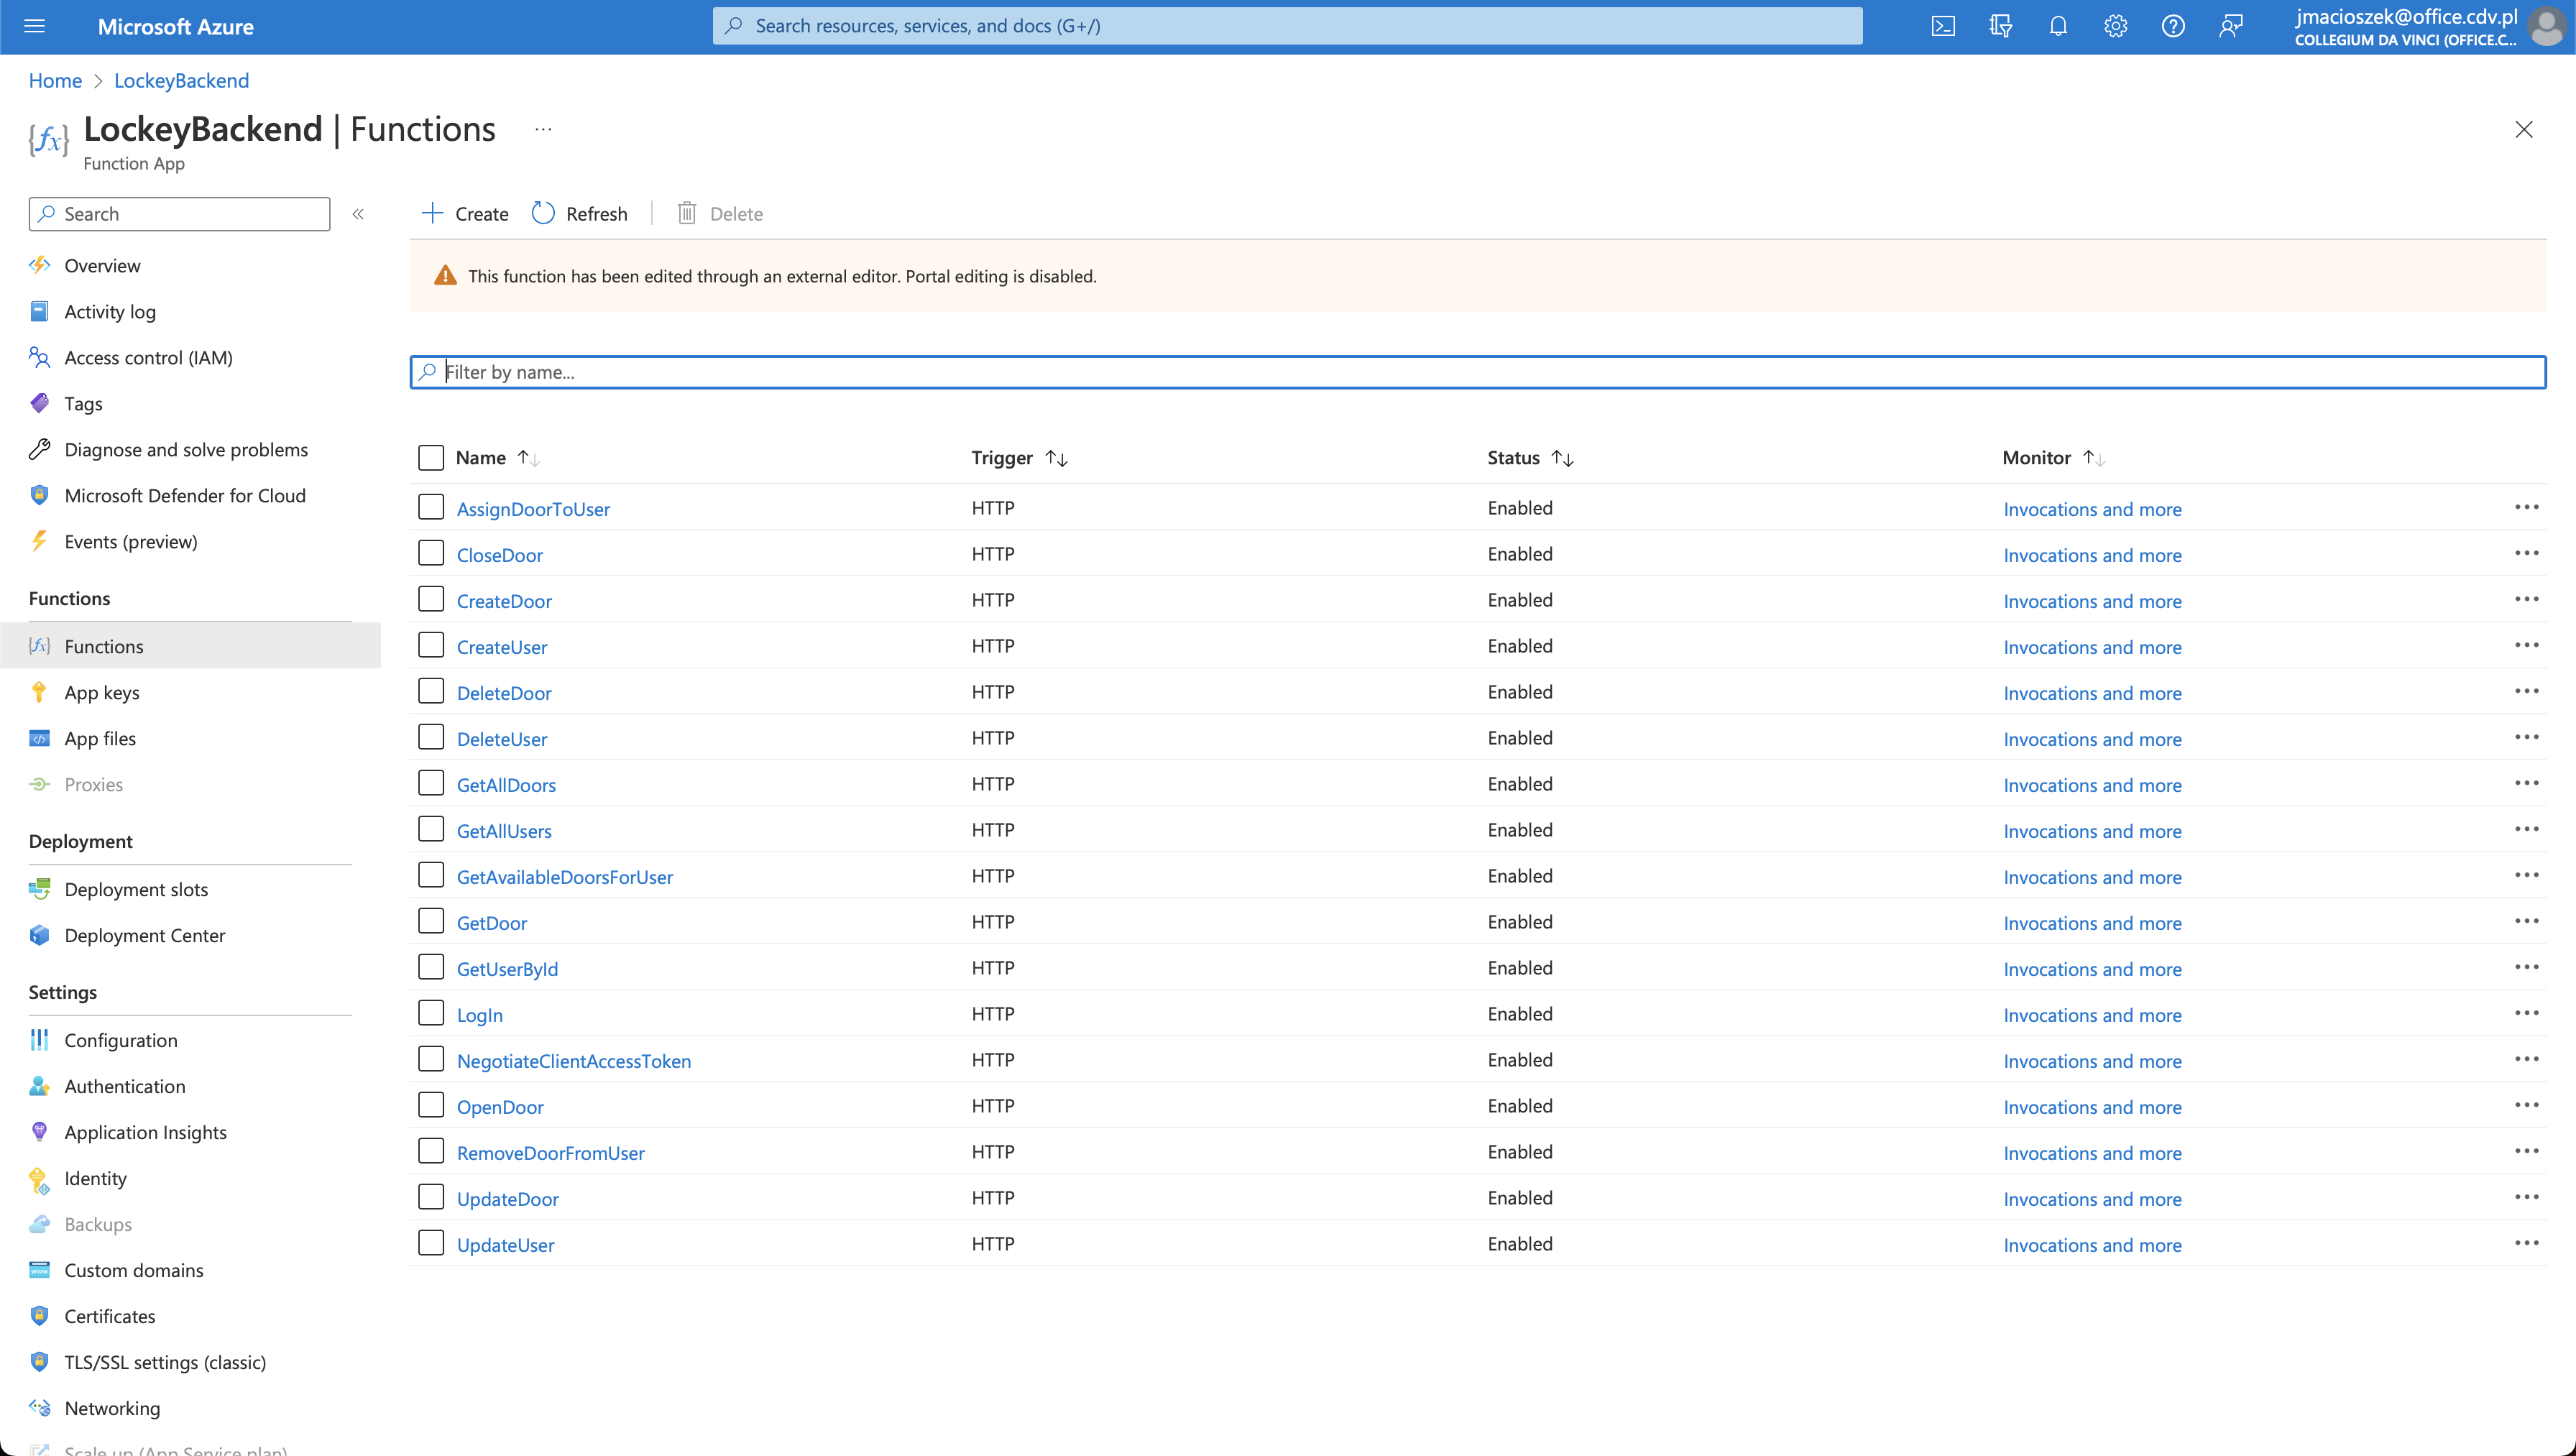 Microsoft Azure
Search resources, services, and docs (G+/)
jmacioszek@office.cdv.pl
COLLEGIUM DA VINCI (OFFICE.C...
Home > LockeyBackend
LockeyBackend | Functions ...
Function App
Search
«
Overview
Activity log
Access control (IAM)
Tags
Diagnose and solve problems
Microsoft Defender for Cloud
Events (preview)
Functions
Functions
App keys
App files
Proxies
Deployment
Deployment slots
Deployment Center
Settings
Configuration
Authentication
Application Insights
Identity
Backups
Custom domains
Certificates
TLS/SSL settings (classic)
Networking
Scale up (App Service plan)
Create Refresh Delete
This function has been edited through an external editor. Portal editing is disabled.
Filter by name...
Name Trigger Status Monitor
AssignDoorToUser HTTP Enabled Invocations and more
CloseDoor HTTP Enabled Invocations and more
CreateDoor HTTP Enabled Invocations and more
CreateUser HTTP Enabled Invocations and more
DeleteDoor HTTP Enabled Invocations and more
DeleteUser HTTP Enabled Invocations and more
GetAllDoors HTTP Enabled Invocations and more
GetAllUsers HTTP Enabled Invocations and more
GetAvailableDoorsForUser HTTP Enabled Invocations and more
GetDoor HTTP Enabled Invocations and more
GetUserById HTTP Enabled Invocations and more
LogIn HTTP Enabled Invocations and more
NegotiateClientAccessToken HTTP Enabled Invocations and more
OpenDoor HTTP Enabled Invocations and more
RemoveDoorFromUser HTTP Enabled Invocations and more
UpdateDoor HTTP Enabled Invocations and more
UpdateUser HTTP Enabled Invocations and more